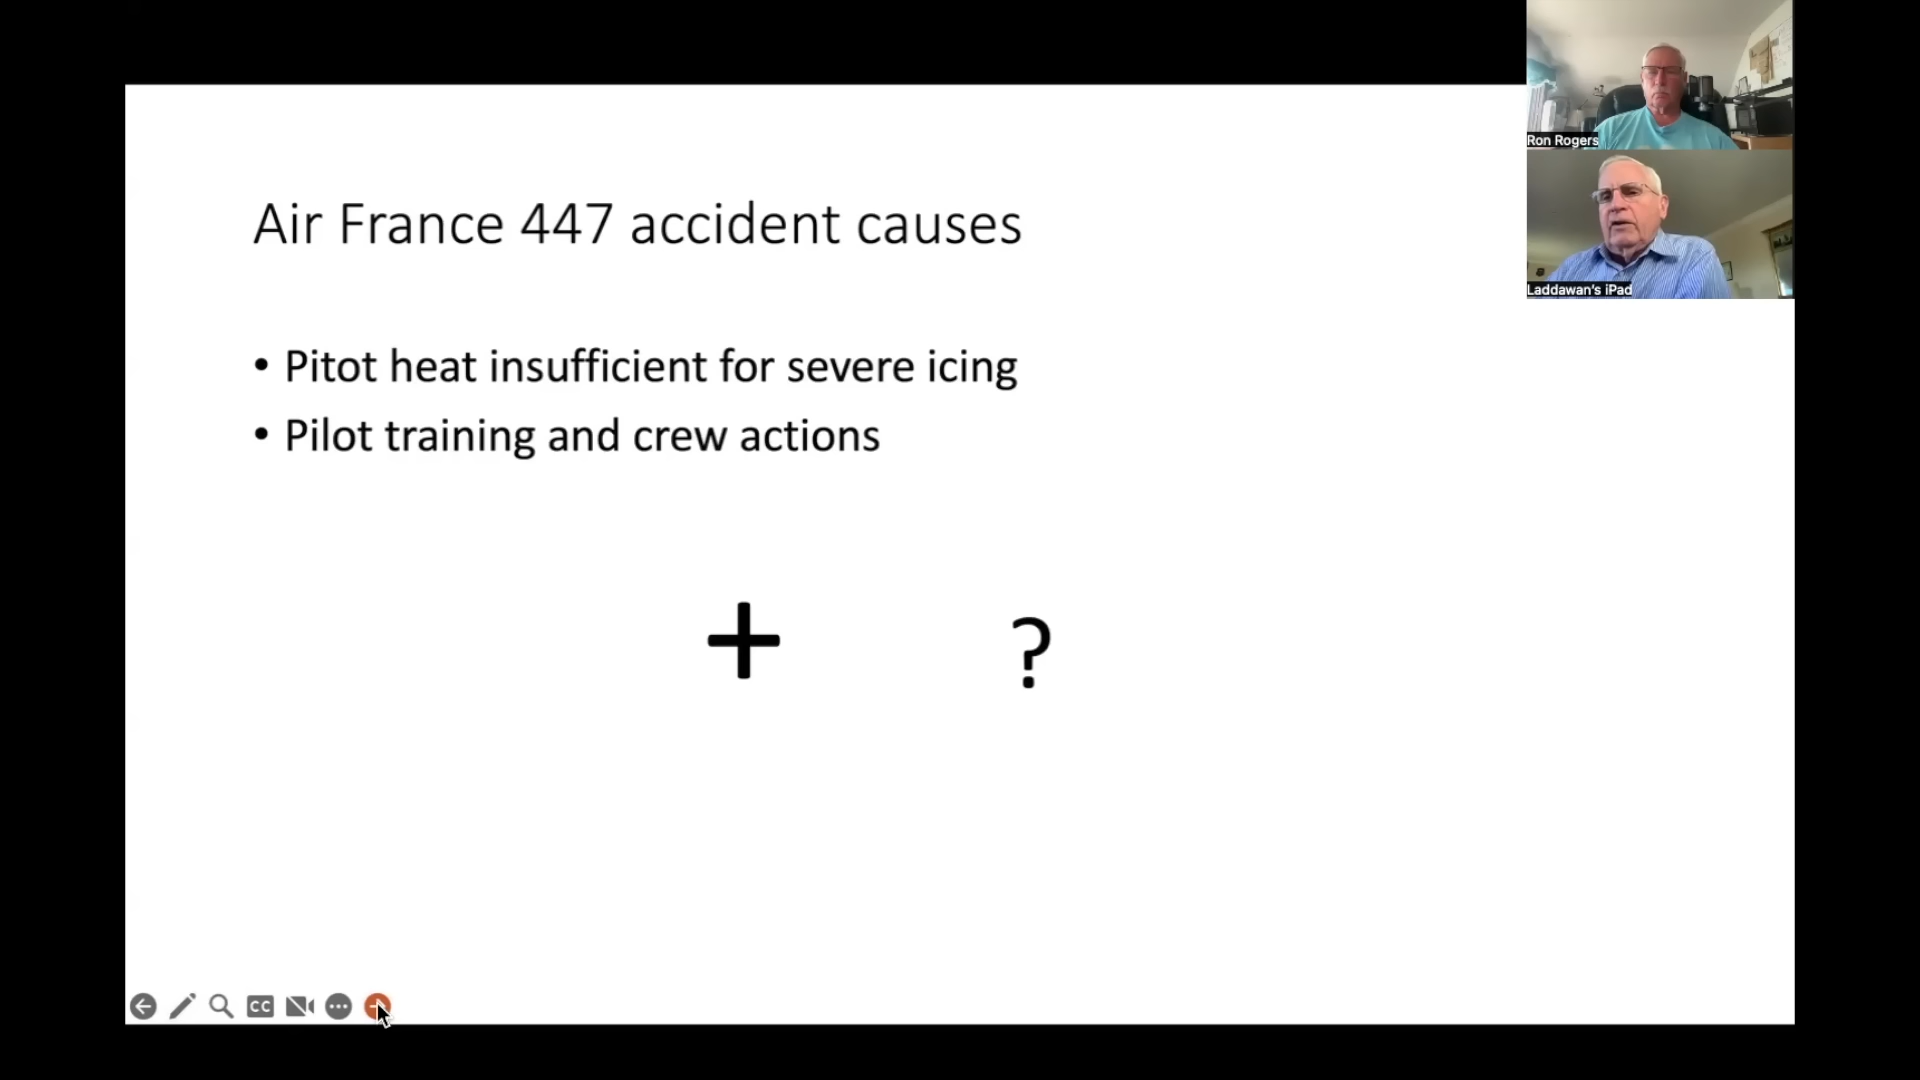 Air France 447 accident causes
• Pitot heat insufficient for severe icing
• Pilot training and crew actions
+ ?
Ron Rogers
Laddawan's iPad
CC